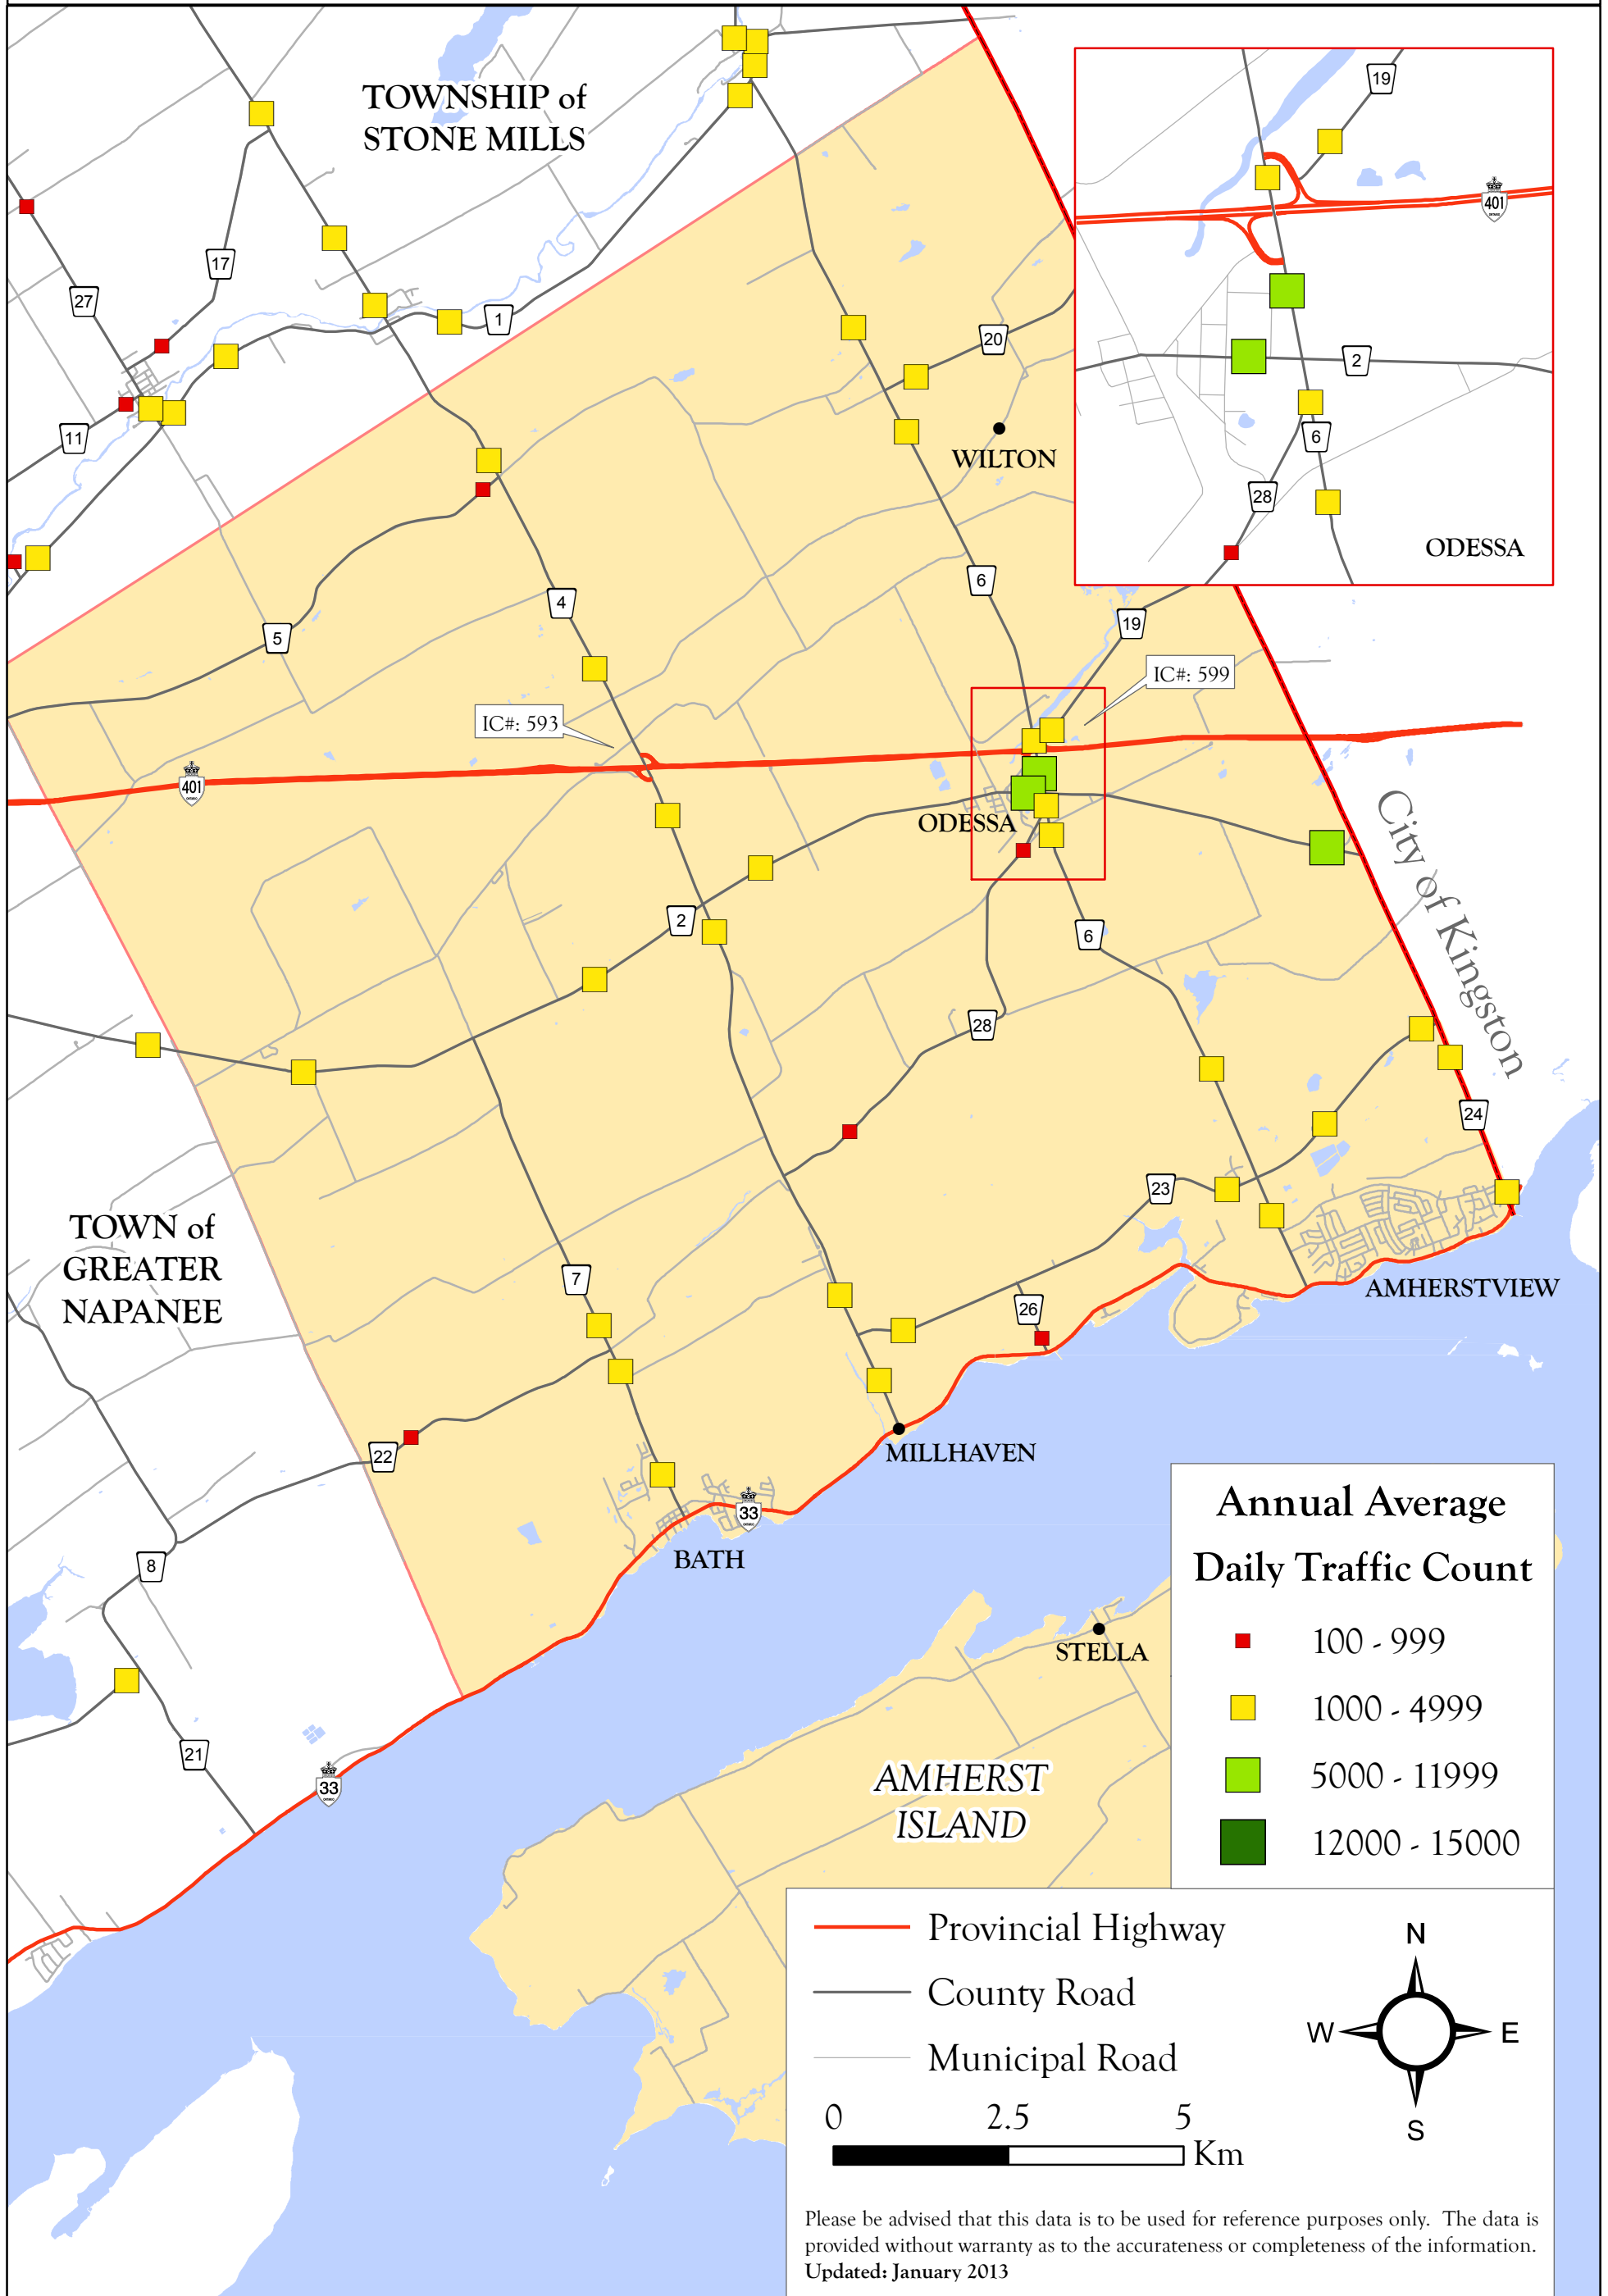 TOWNSHIP of
STONE MILLS
19
401
ONTARIO
17
27
1
20
2
11
WILTON
6
28
ODESSA
6
4
19
5
IC#: 599
IC#: 593
401
ONTARIO
ODESSA
City of Kingston
2
6
28
24
23
TOWN of
GREATER
NAPANEE
7
AMHERSTVIEW
26
22
MILLHAVEN
33
ONTARIO
BATH
8
STELLA
21
33
ONTARIO
AMHERST
ISLAND
Annual Average
Daily Traffic Count
100 - 999
1000 - 4999
5000 - 11999
12000 - 15000
Provincial Highway
County Road
Municipal Road
N
W
E
S
0 2.5 5
Km
Please be advised that this data is to be used for reference purposes only. The data is
provided without warranty as to the accurateness or completeness of the information.
Updated: January 2013